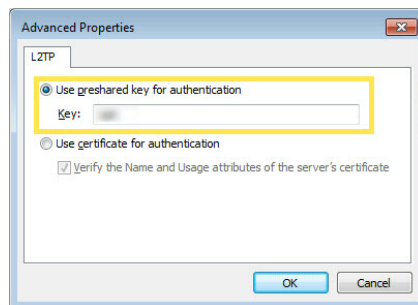 Advanced Properties
L2TP
Use preshared key for authentication
Key:
Use certificate for authentication
Verify the Name and Usage attributes of the server's certificate
OK Cancel